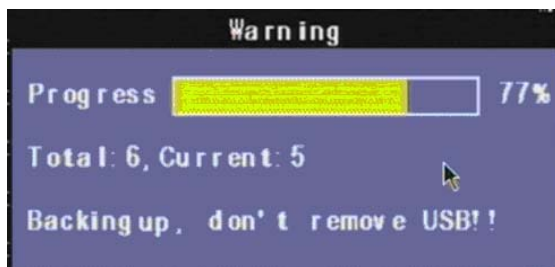 Warning
Progress 77%
Total: 6, Current: 5
Backing up, don't remove USB!!